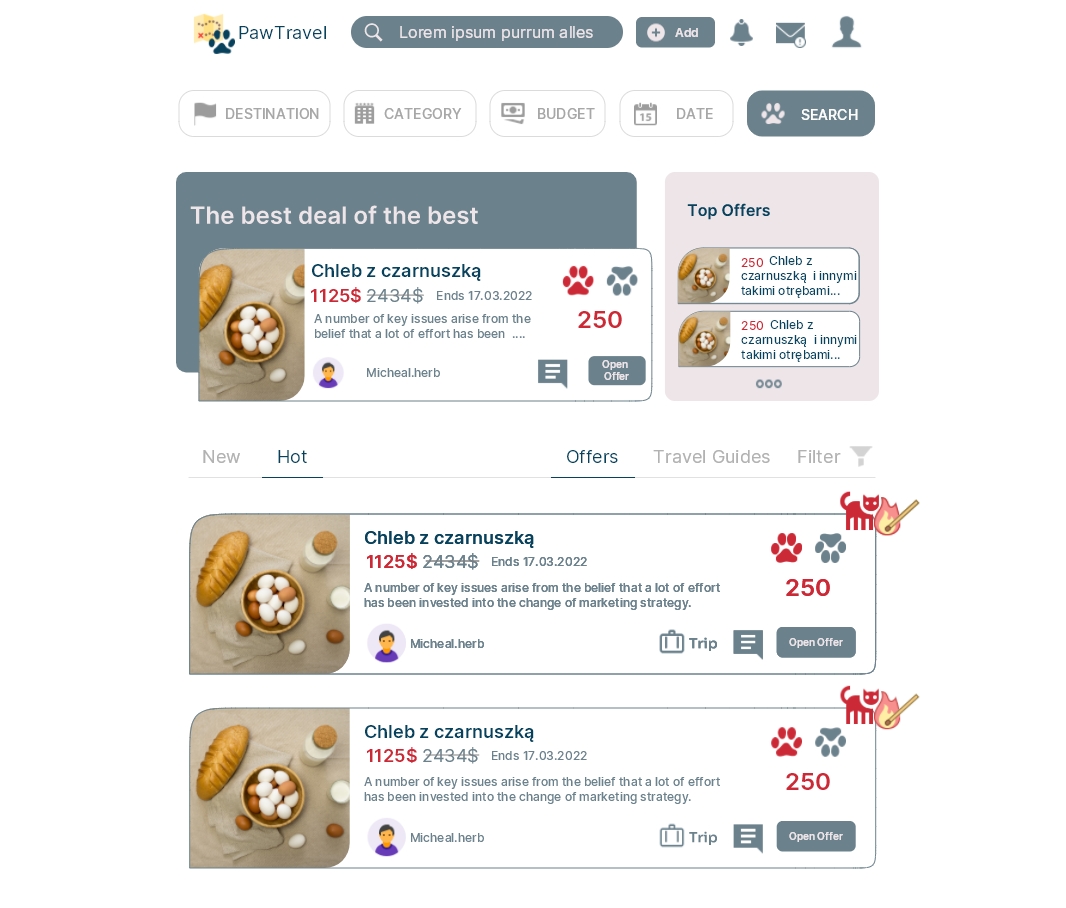 PawTravel
Lorem ipsum purrum alles
Add
DESTINATION
CATEGORY
BUDGET
15
DATE
SEARCH
The best deal of the best
Chleb z czarnuszką
1125$ 2434$ Ends 17.03.2022
A number of key issues arise from the
belief that a lot of effort has been ....
Micheal.herb
250
Open
Offer
Top Offers
250 Chleb z
czarnuszką i innymi
takimi otrębami...
250 Chleb z
czarnuszką i innymi
takimi otrębami...
New
Hot
Offers
Travel Guides
Filter
Chleb z czarnuszką
1125$ 2434$ Ends 17.03.2022
A number of key issues arise from the belief that a lot of effort
has been invested into the change of marketing strategy.
250
Micheal.herb
Trip
Open Offer
Chleb z czarnuszką
1125$ 2434$ Ends 17.03.2022
A number of key issues arise from the belief that a lot of effort
has been invested into the change of marketing strategy.
250
Micheal.herb
Trip
Open Offer